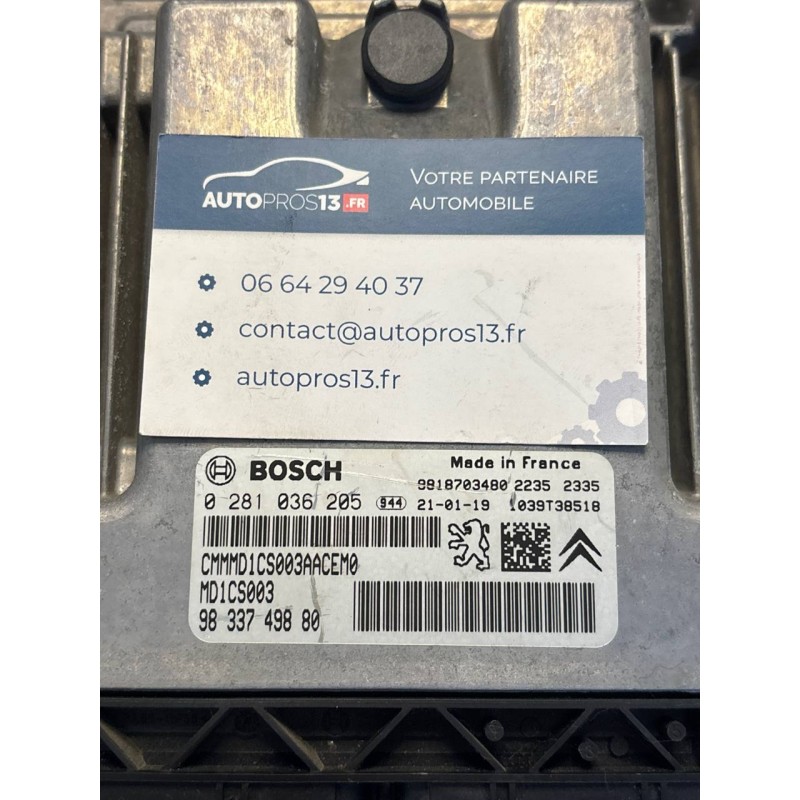 AUTOPROS13.FR
VOTRE PARTENAIRE
AUTOMOBILE
06 64 29 40 37
contact@autopros13.fr
autopros13.fr
BOSCH
Made in France
9818703480 2235 2335
0 281 036 205 944 21-01-19 1039T38518
CMMMD1CS003AACEM0
MD1CS003
98 337 498 80